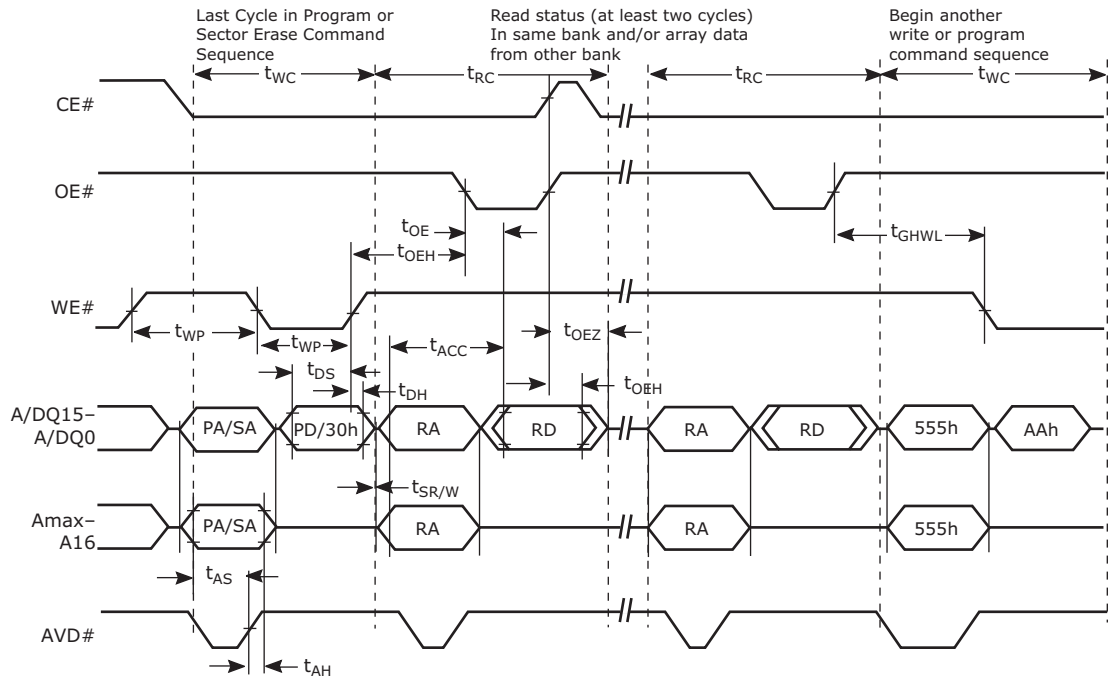 Last Cycle in Program or
Sector Erase Command
Sequence
Read status (at least two cycles)
In same bank and/or array data
from other bank
Begin another
write or program
command sequence
tWC
tRC
tRC
tWC
CE#
OE#
tOE
tOEH
tGHWL
WE#
tWP
tWP
tACC
tOEZ
tDS
tDH
tOEH
A/DQ15–
A/DQ0
PA/SA
PD/30h
RA
RD
RA
RD
555h
AAh
tSR/W
Amax–
A16
PA/SA
RA
RA
555h
tAS
AVD#
tAH